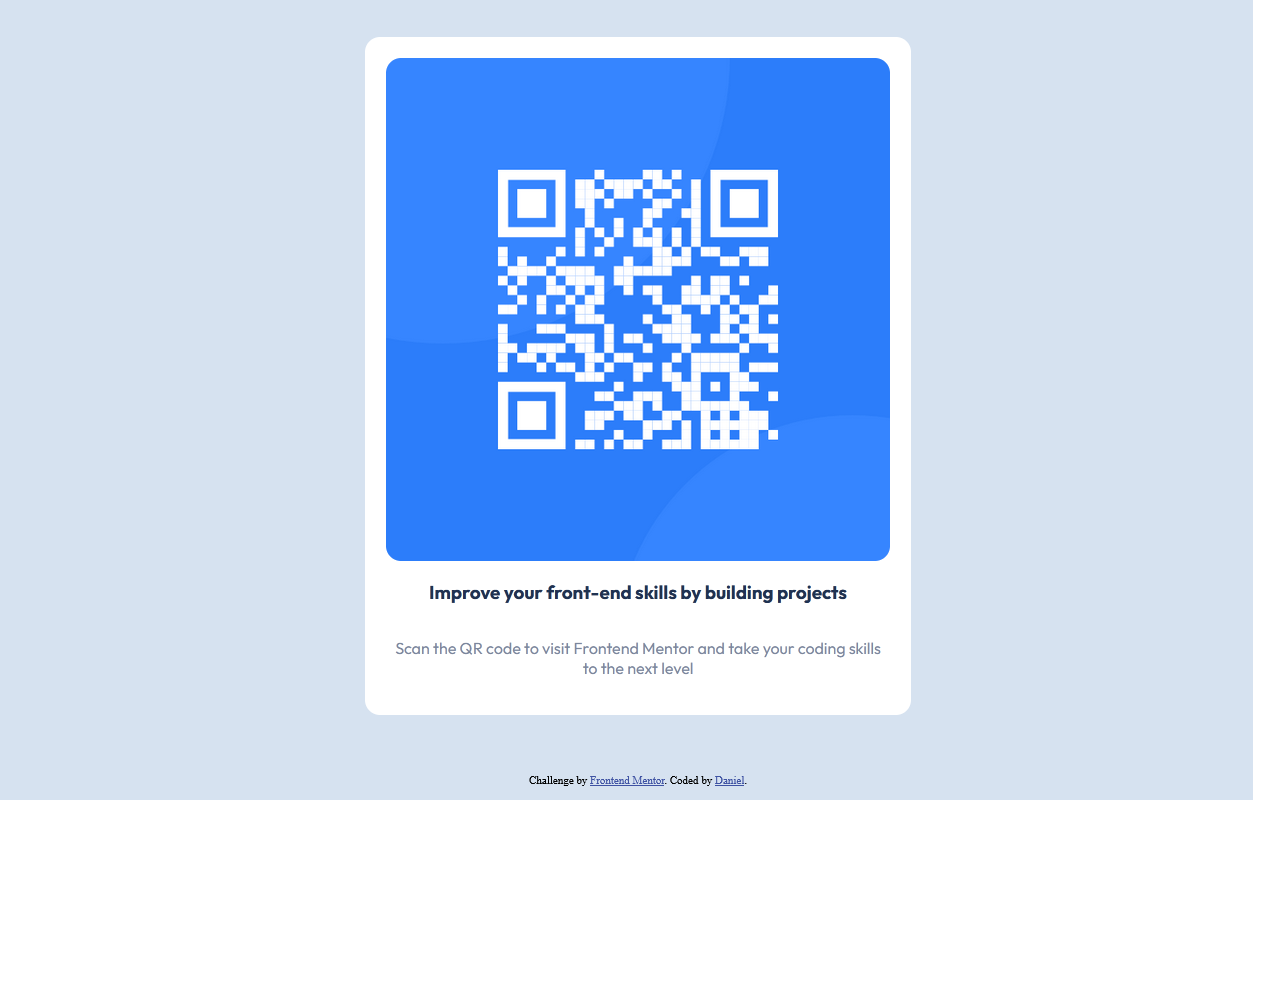 Improve your front-end skills by building projects
Scan the QR code to visit Frontend Mentor and take your coding skills
to the next level
Challenge by Frontend Mentor. Coded by Daniel.